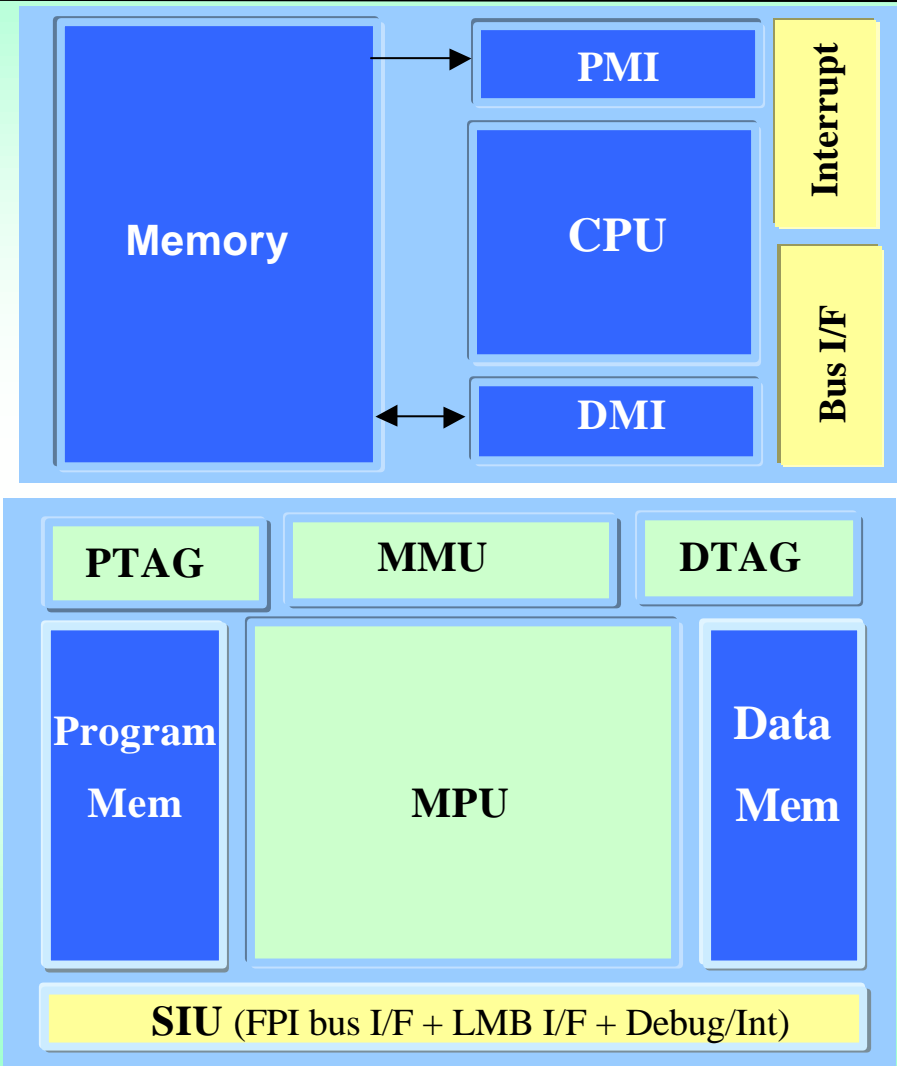 Memory
PMI
CPU
DMI
Interrupt
Bus I/F
PTAG
MMU
DTAG
Program
Mem
MPU
Data
Mem
SIU (FPI bus I/F + LMB I/F + Debug/Int)